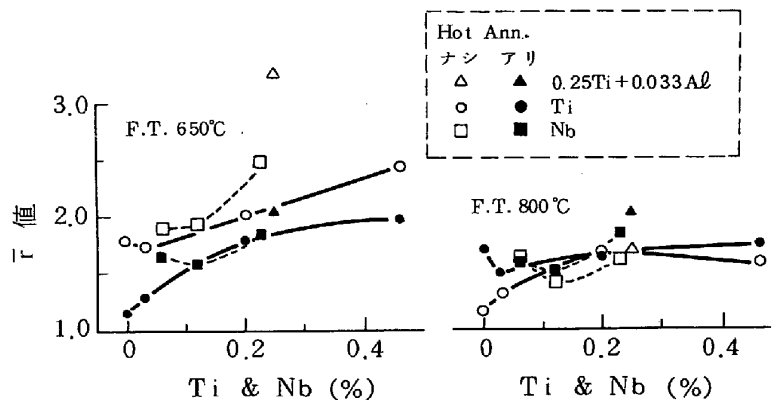 Hot Ann.
ナシ アリ
△ ▲ 0.25Ti+0.033Aℓ
○ ● Ti
□ ■ Nb
3.0
2.0
1.0
r̄ 値
F.T. 650℃
0 0.2 0.4
Ti & Nb (%)
F.T. 800℃
0 0.2 0.4
Ti & Nb (%)